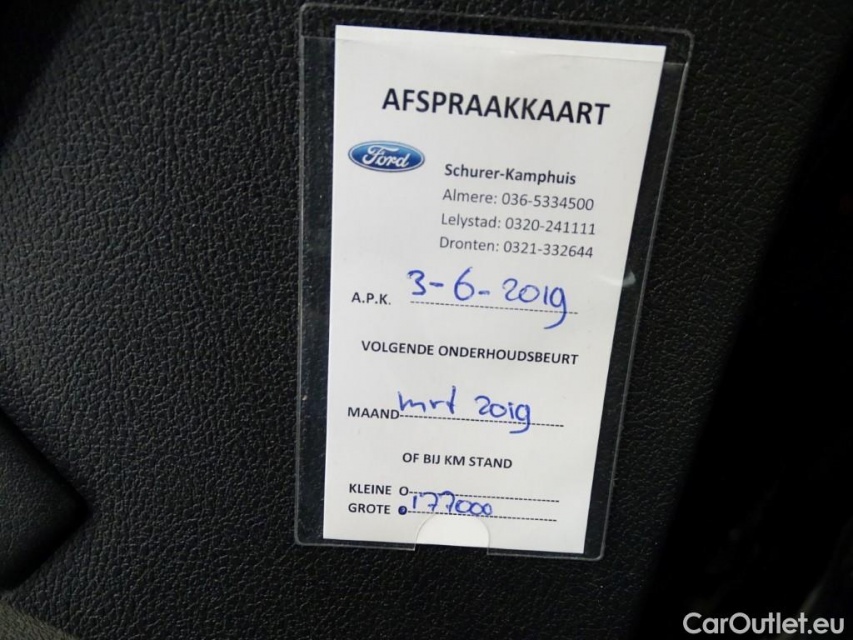 AFSPRAAKKAART
Ford
Schurer-Kamphuis
Almere: 036-5334500
Lelystad: 0320-241111
Dronten: 0321-332644
A.P.K. 3-6-2019
VOLGENDE ONDERHOUDSBEURT
MAAND mrt 2019
OF BIJ KM STAND
KLEINE O
GROTE 177000
CarOutlet.eu